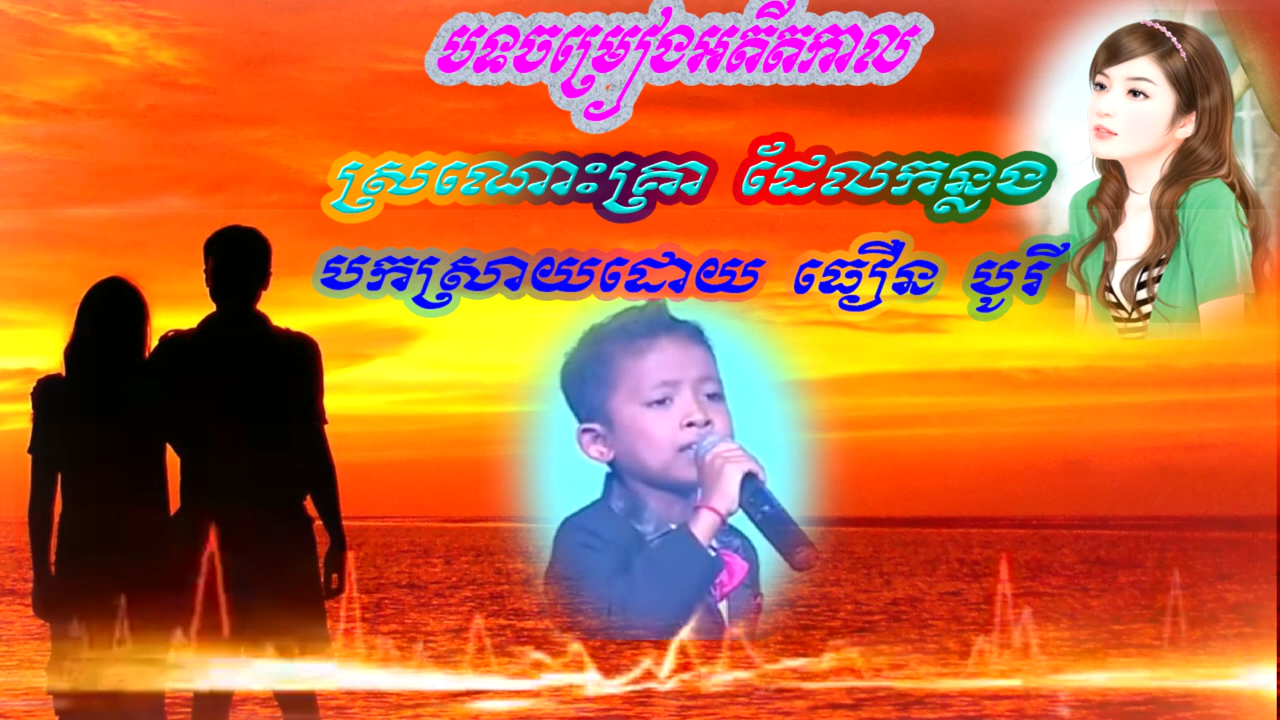 បទចម្រៀងអតីតកាល
ស្រណោះគ្រា ដែលកន្លង
បកស្រាយដោយ ធឿន បូរី